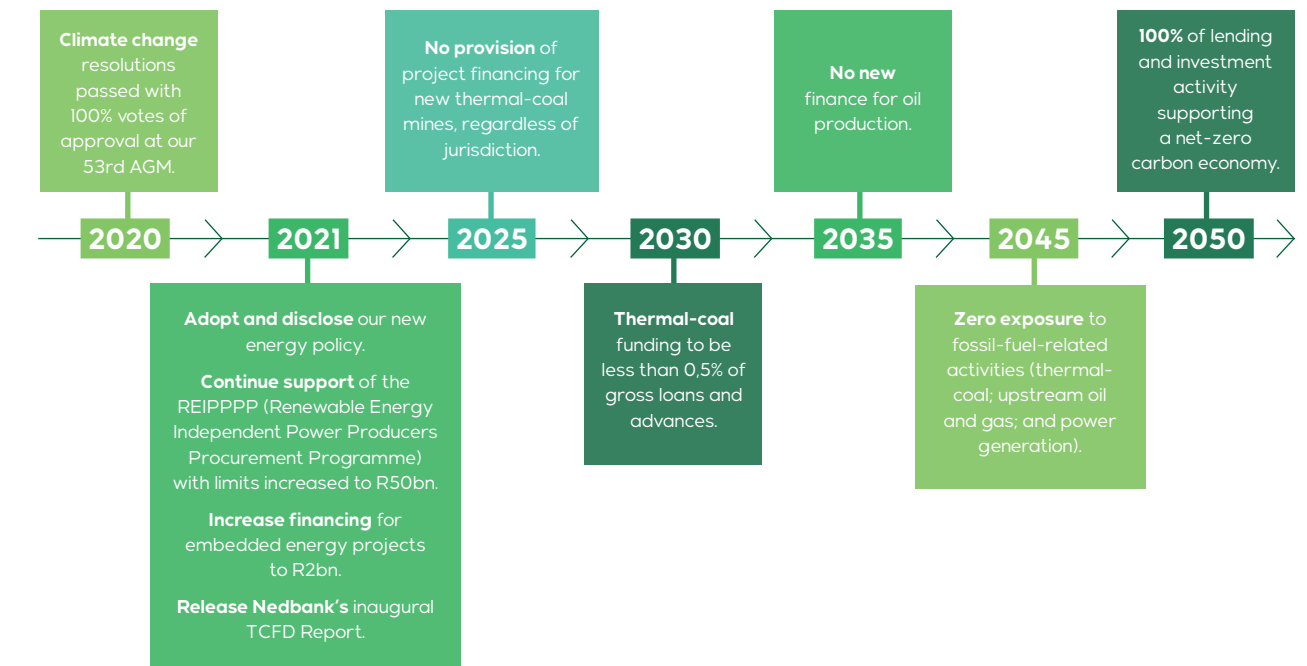 Climate change
resolutions
passed with
100% votes of
approval at our
53rd AGM.
No provision of
project financing for
new thermal-coal
mines, regardless of
jurisdiction.
No new
finance for oil
production.
100% of lending
and investment
activity
supporting
a net-zero
carbon economy.
2020
2021
2025
2030
2035
2045
2050
Adopt and disclose our new
energy policy.
Continue support of the
REIPPPP (Renewable Energy
Independent Power Producers
Procurement Programme)
with limits increased to R50bn.
Increase financing for
embedded energy projects
to R2bn.
Release Nedbank's inaugural
TCFD Report.
Thermal-coal
funding to be
less than 0,5% of
gross loans and
advances.
Zero exposure to
fossil-fuel-related
activities (thermal-
coal; upstream oil
and gas; and power
generation).